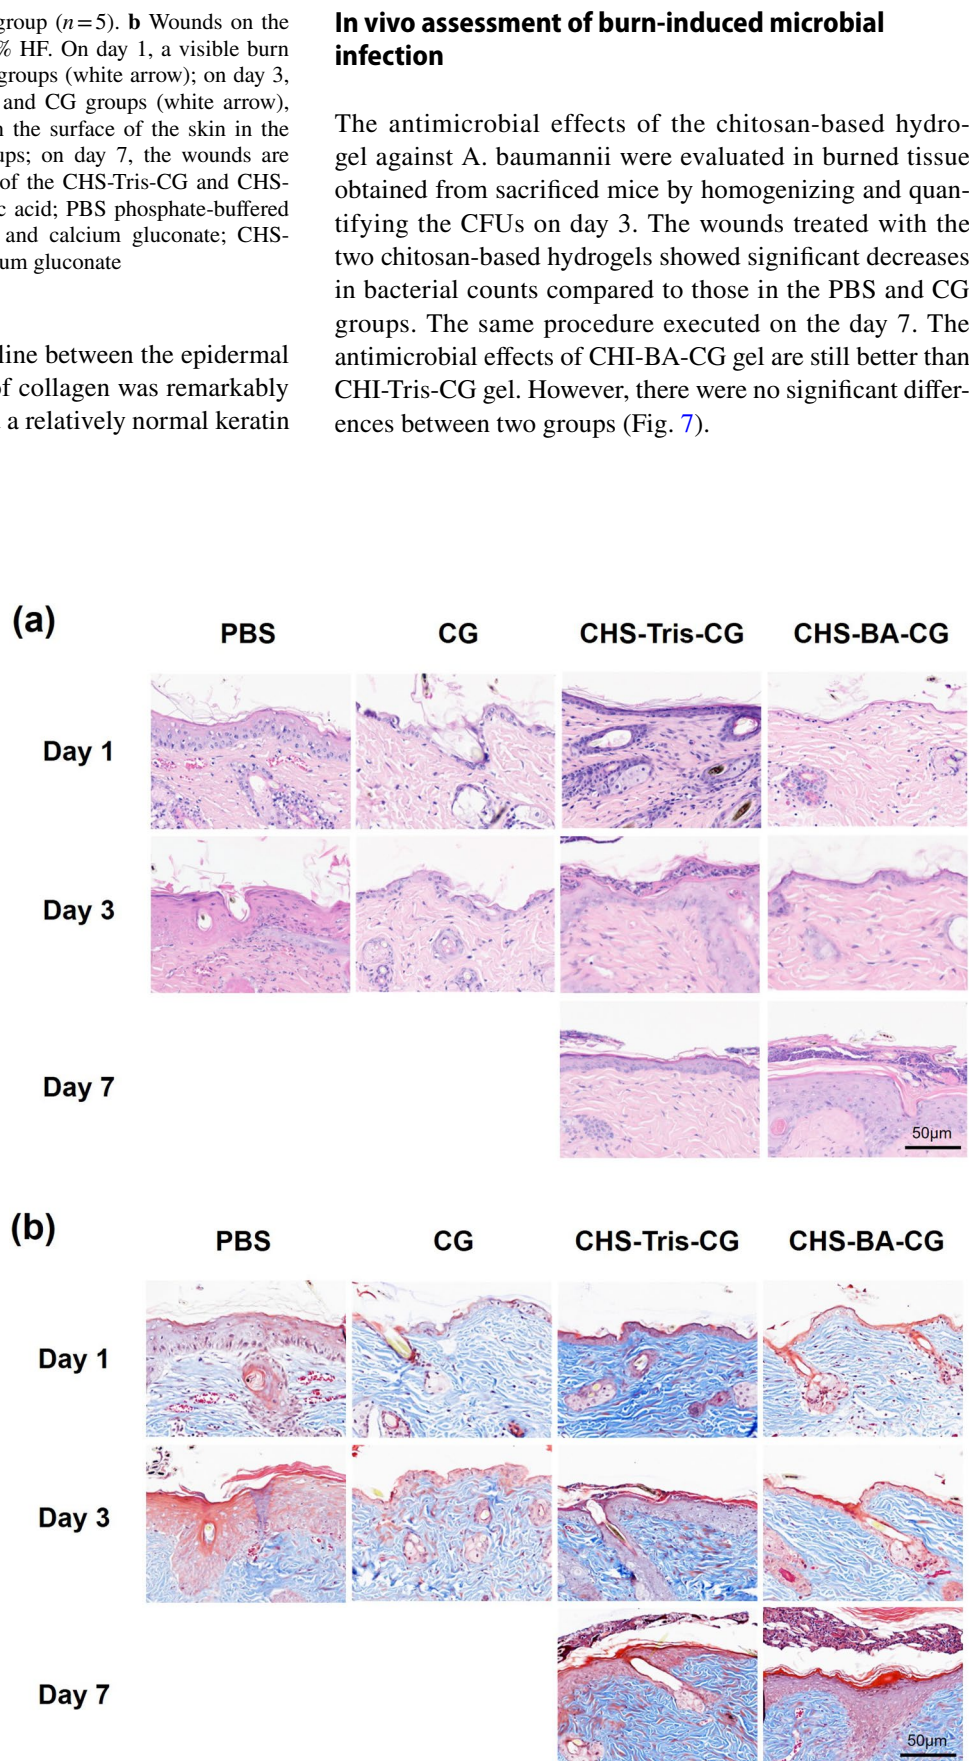 group (n=5). b Wounds on the
% HF. On day 1, a visible burn
groups (white arrow); on day 3,
and CG groups (white arrow),
the surface of the skin in the
ups; on day 7, the wounds are
of the CHS-Tris-CG and CHS-
c acid; PBS phosphate-buffered
and calcium gluconate; CHS-
um gluconate
line between the epidermal
of collagen was remarkably
a relatively normal keratin
In vivo assessment of burn-induced microbial
infection
The antimicrobial effects of the chitosan-based hydro-
gel against A. baumannii were evaluated in burned tissue
obtained from sacrificed mice by homogenizing and quan-
tifying the CFUs on day 3. The wounds treated with the
two chitosan-based hydrogels showed significant decreases
in bacterial counts compared to those in the PBS and CG
groups. The same procedure executed on the day 7. The
antimicrobial effects of CHI-BA-CG gel are still better than
CHI-Tris-CG gel. However, there were no significant differ-
ences between two groups (Fig. 7).
(a)
PBS CG CHS-Tris-CG CHS-BA-CG
Day 1
Day 3
Day 7
50µm
(b)
PBS CG CHS-Tris-CG CHS-BA-CG
Day 1
Day 3
Day 7
50µm